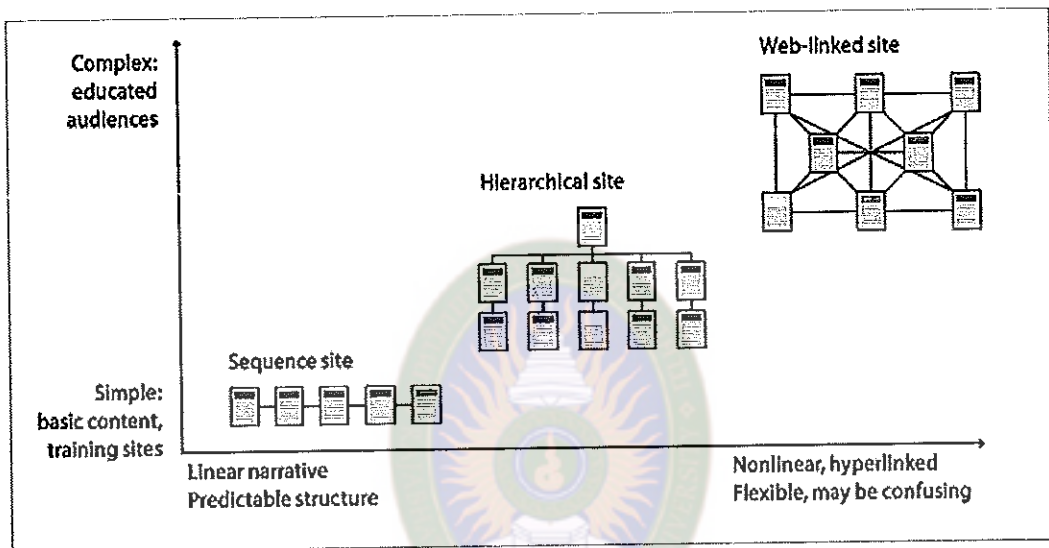 Complex:
educated
audiences
Web-linked site
Hierarchical site
Sequence site
Simple:
basic content,
training sites
Linear narrative
Predictable structure
Nonlinear, hyperlinked
Flexible, may be confusing